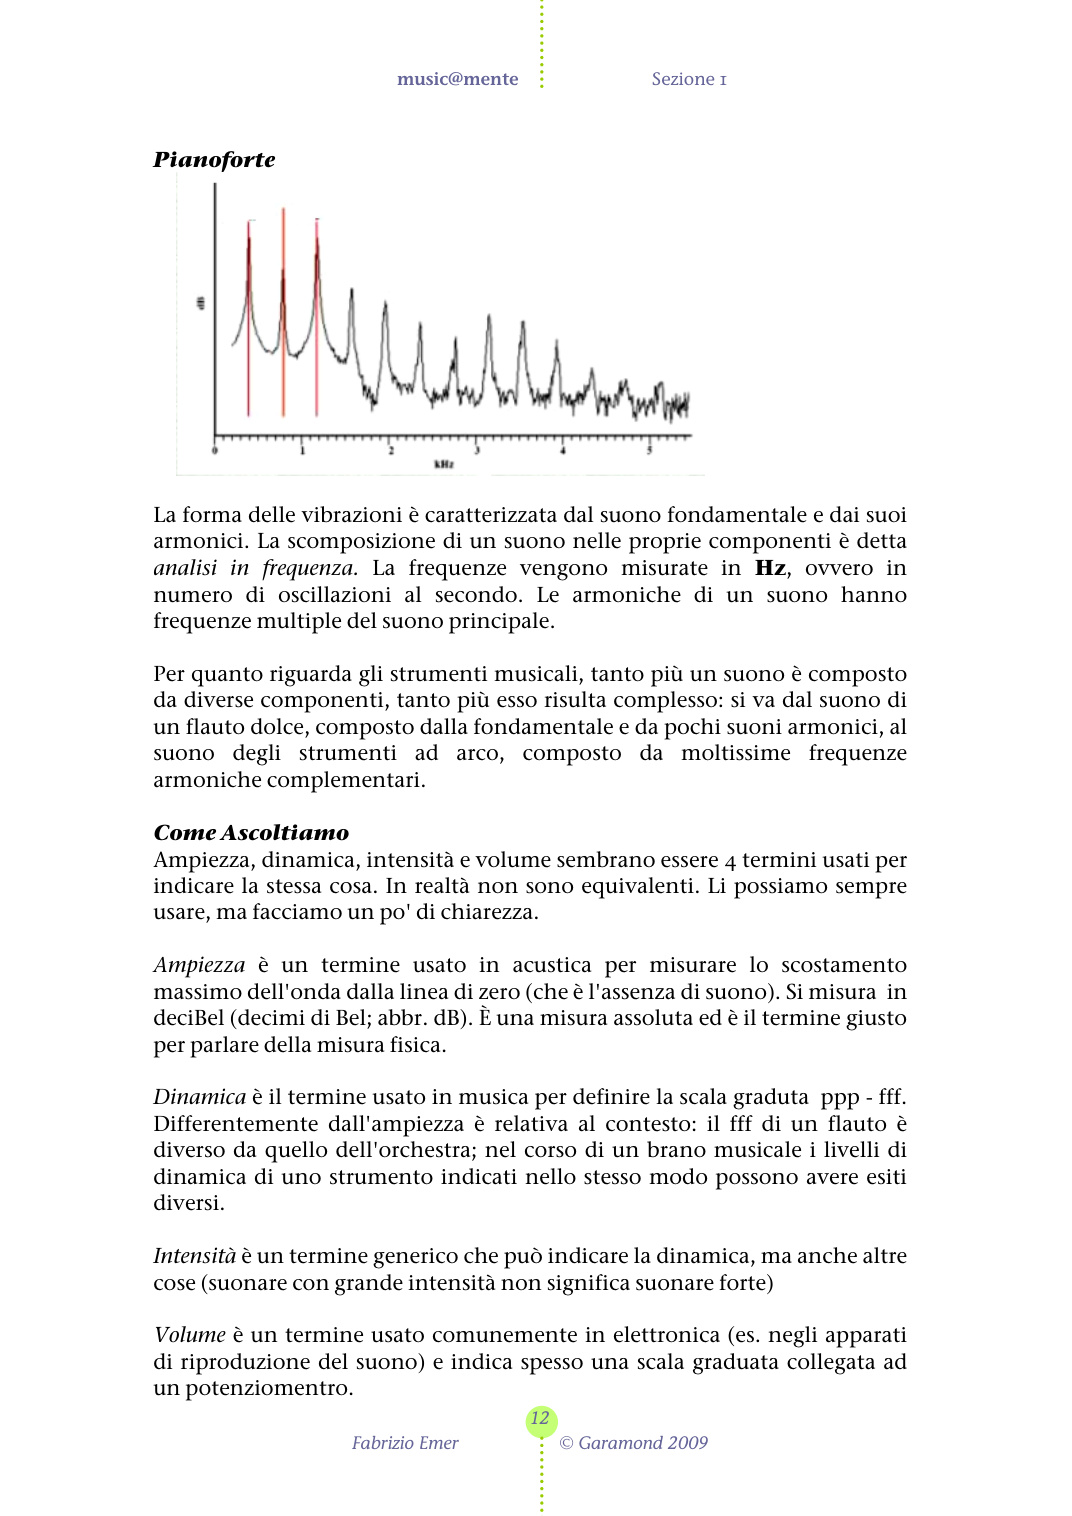 music@mente
Sezione 1
Pianoforte
dB
0 1 2 3 4 5
kHz
La forma delle vibrazioni è caratterizzata dal suono fondamentale e dai suoi
armonici. La scomposizione di un suono nelle proprie componenti è detta
analisi in frequenza. La frequenze vengono misurate in Hz, ovvero in
numero di oscillazioni al secondo. Le armoniche di un suono hanno
frequenze multiple del suono principale.
Per quanto riguarda gli strumenti musicali, tanto più un suono è composto
da diverse componenti, tanto più esso risulta complesso: si va dal suono di
un flauto dolce, composto dalla fondamentale e da pochi suoni armonici, al
suono degli strumenti ad arco, composto da moltissime frequenze
armoniche complementari.
Come Ascoltiamo
Ampiezza, dinamica, intensità e volume sembrano essere 4 termini usati per
indicare la stessa cosa. In realtà non sono equivalenti. Li possiamo sempre
usare, ma facciamo un po' di chiarezza.
Ampiezza è un termine usato in acustica per misurare lo scostamento
massimo dell'onda dalla linea di zero (che è l'assenza di suono). Si misura in
deciBel (decimi di Bel; abbr. dB). È una misura assoluta ed è il termine giusto
per parlare della misura fisica.
Dinamica è il termine usato in musica per definire la scala graduta ppp - fff.
Differentemente dall'ampiezza è relativa al contesto: il fff di un flauto è
diverso da quello dell'orchestra; nel corso di un brano musicale i livelli di
dinamica di uno strumento indicati nello stesso modo possono avere esiti
diversi.
Intensità è un termine generico che può indicare la dinamica, ma anche altre
cose (suonare con grande intensità non significa suonare forte)
Volume è un termine usato comunemente in elettronica (es. negli apparati
di riproduzione del suono) e indica spesso una scala graduata collegata ad
un potenziomentro.
12
Fabrizio Emer
© Garamond 2009